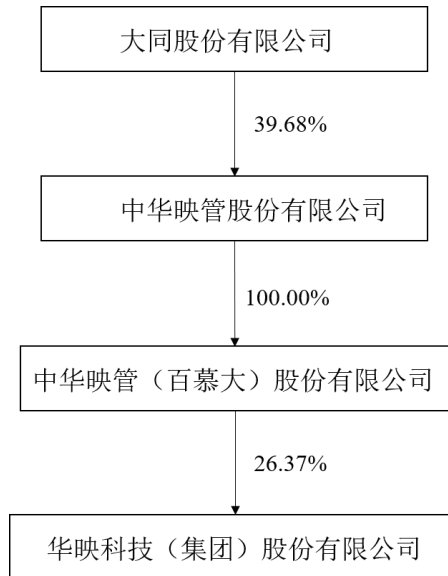 大同股份有限公司
39.68%
中华映管股份有限公司
100.00%
中华映管（百慕大）股份有限公司
26.37%
华映科技（集团）股份有限公司